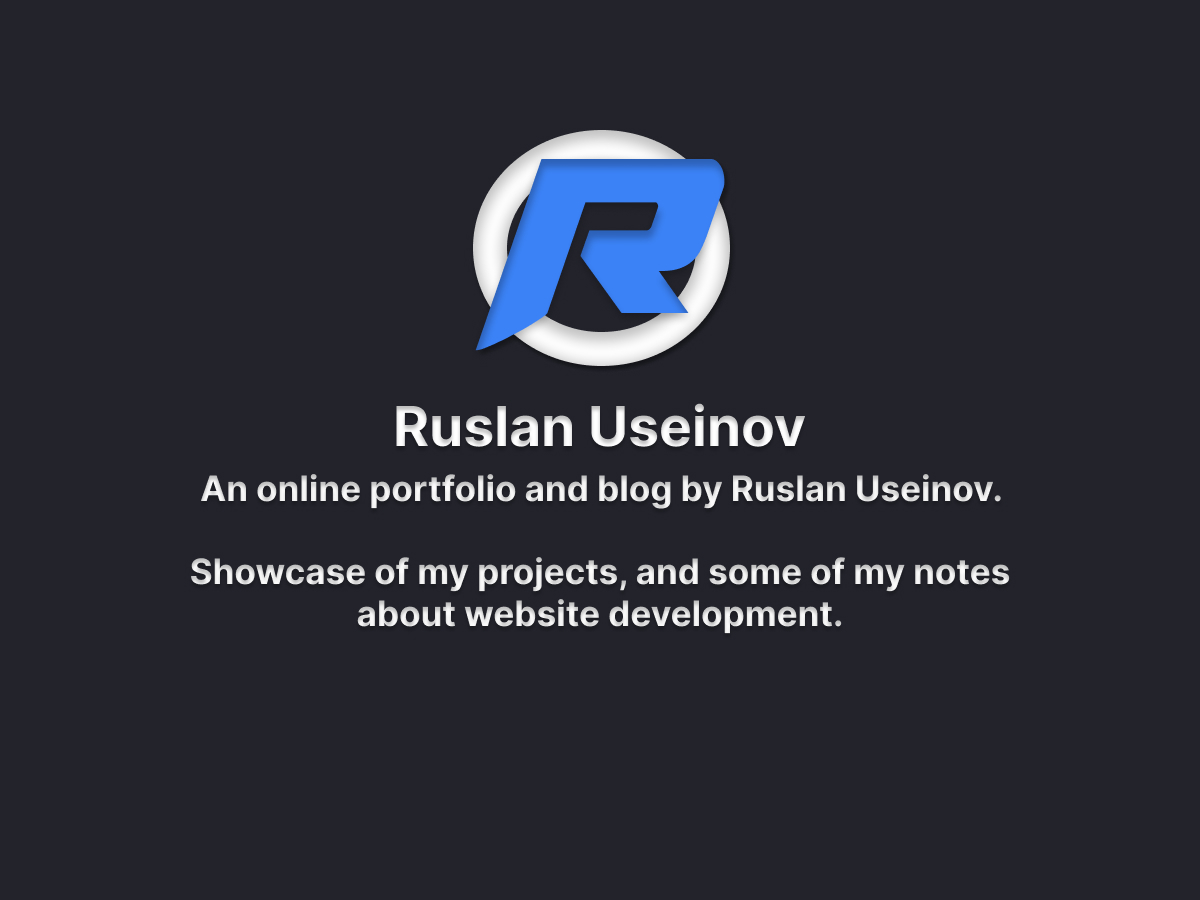 R
Ruslan Useinov
An online portfolio and blog by Ruslan Useinov.
Showcase of my projects, and some of my notes
about website development.